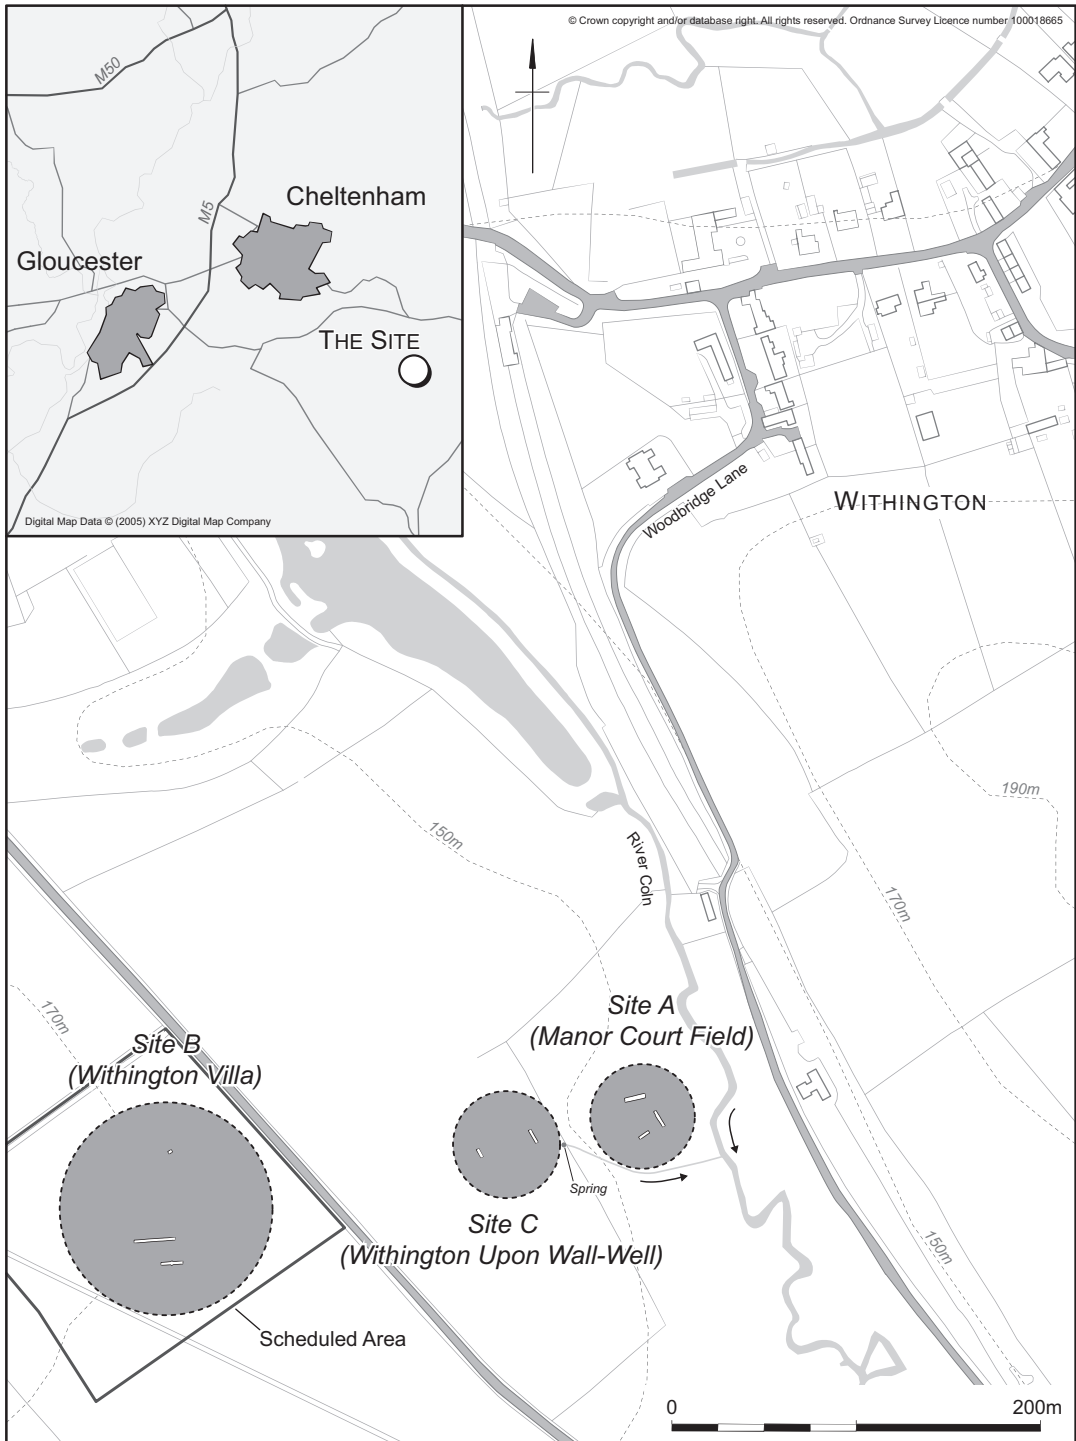 © Crown copyright and/or database right. All rights reserved. Ordnance Survey Licence number 100018665
M50
M5
Cheltenham
Gloucester
THE SITE
Digital Map Data © (2005) XYZ Digital Map Company
Woodbridge Lane
WITHINGTON
190m
150m
River Coln
170m
170m
Site A
(Manor Court Field)
Site B
(Withington Villa)
Spring
Site C
(Withington Upon Wall-Well)
150m
Scheduled Area
0 200m